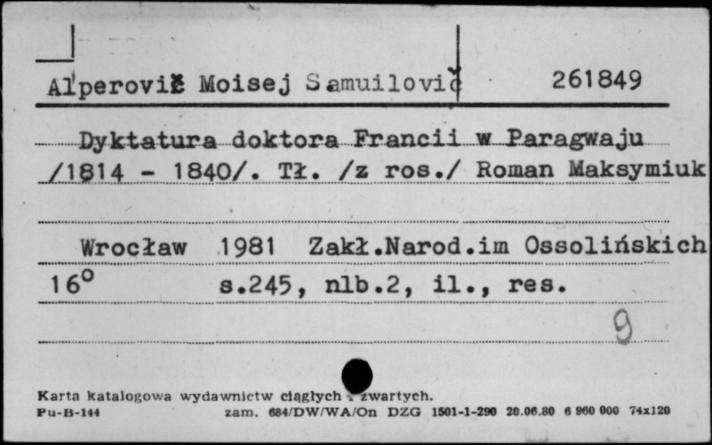 Alperovič Moisej Samuilovič 261849
Dyktatura doktora Francii w Paragwaju
/1814 - 1840/. Tł. /z ros./ Roman Maksymiuk
Wrocław 1981 Zakł.Narod.im Ossolińskich
16° s.245, nlb.2, il., res.
9
Karta katalogowa wydawnictw ciągłych i zwartych.
Pu-B-144 zam. 684/DW/WA/On DZG 1501-1-290 20.06.80 6 960 000 74x120